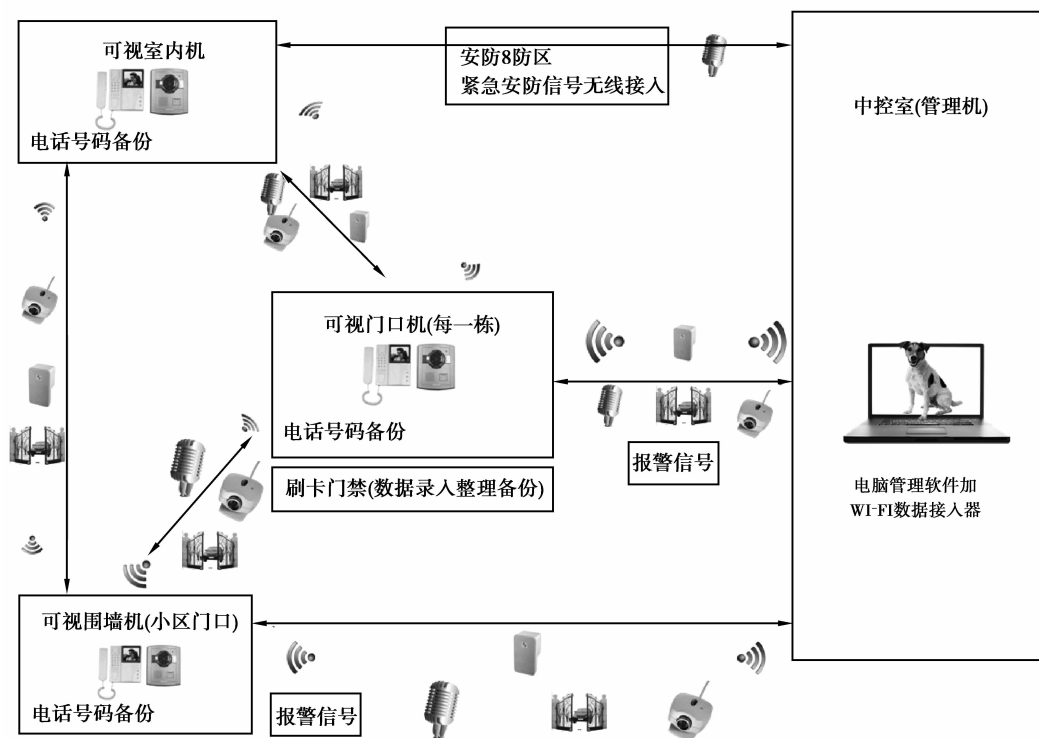 可视室内机
电话号码备份
安防8防区
紧急安防信号无线接入
中控室(管理机)
可视门口机(每一栋)
电话号码备份
刷卡门禁(数据录入整理备份)
报警信号
电脑管理软件加
WI-FI数据接入器
可视围墙机(小区门口)
电话号码备份
报警信号